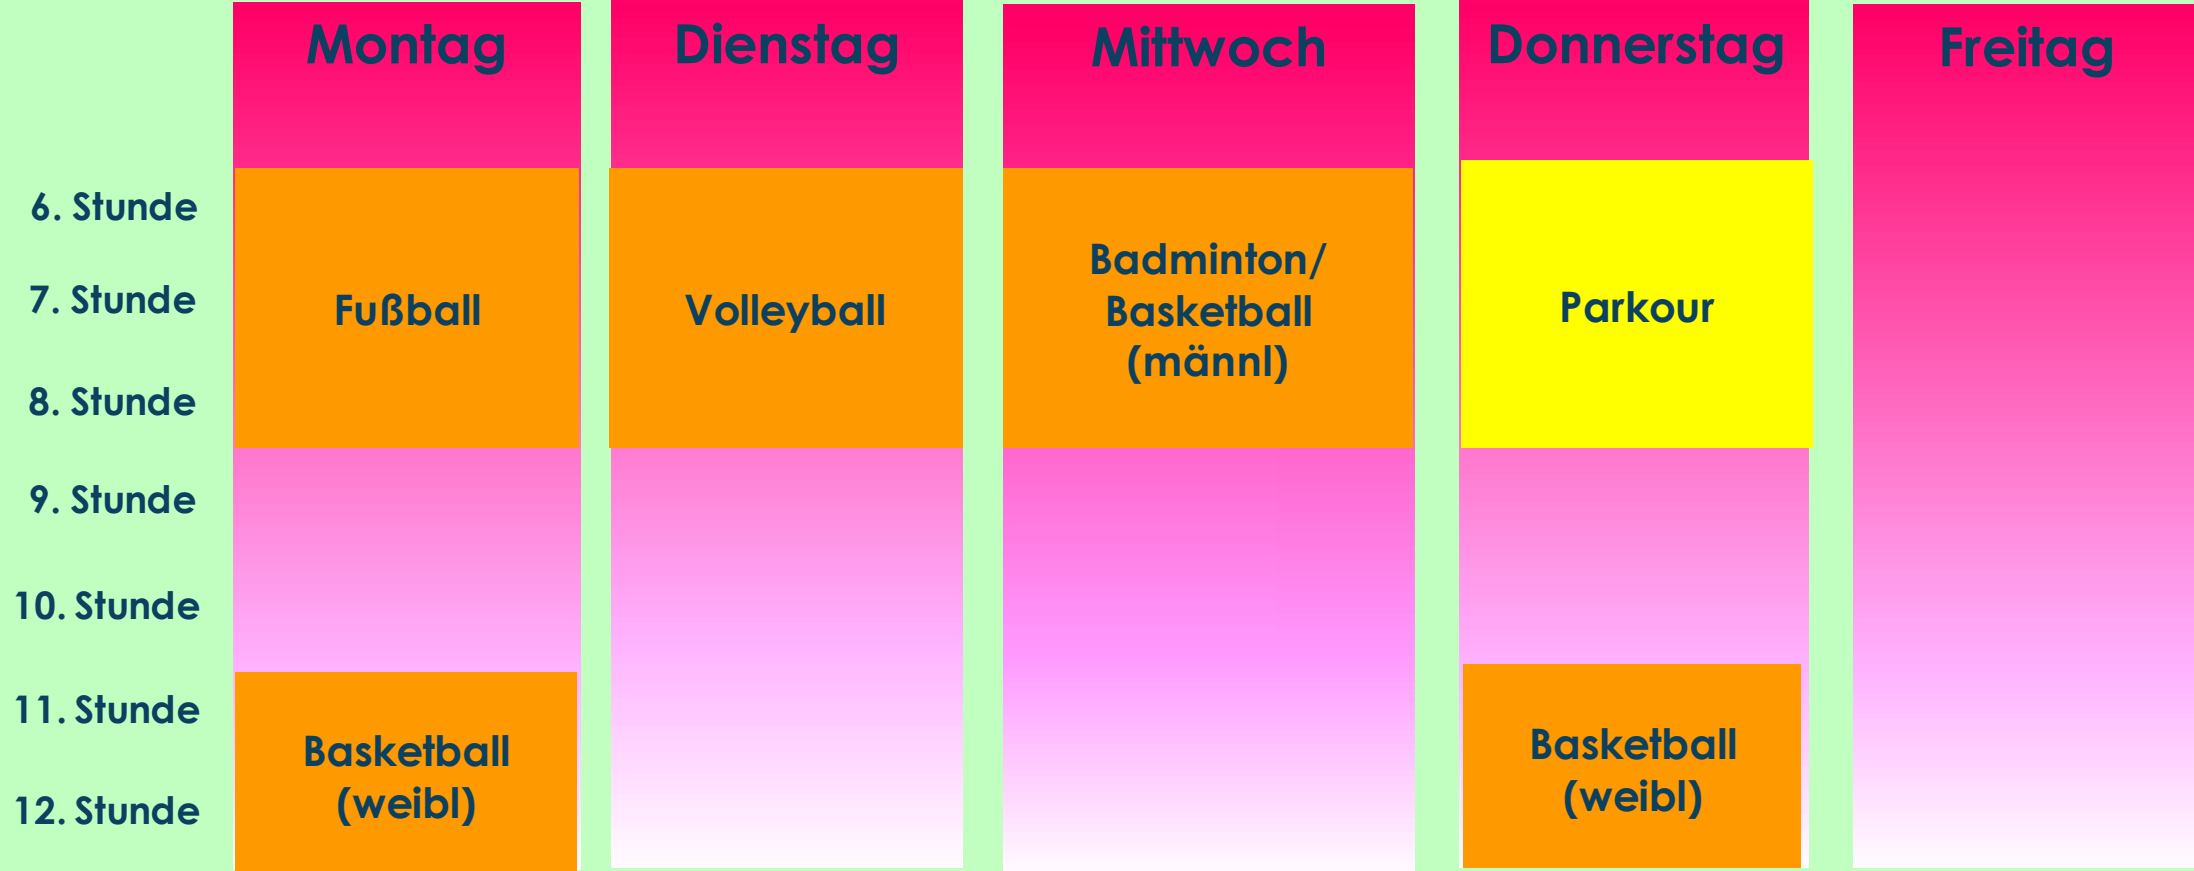 Montag
Dienstag
Mittwoch
Donnerstag
Freitag
6. Stunde
7. Stunde
8. Stunde
9. Stunde
10. Stunde
11. Stunde
12. Stunde
Fußball
Volleyball
Badminton/
Basketball
(männl)
Parkour
Basketball
(weibl)
Basketball
(weibl)